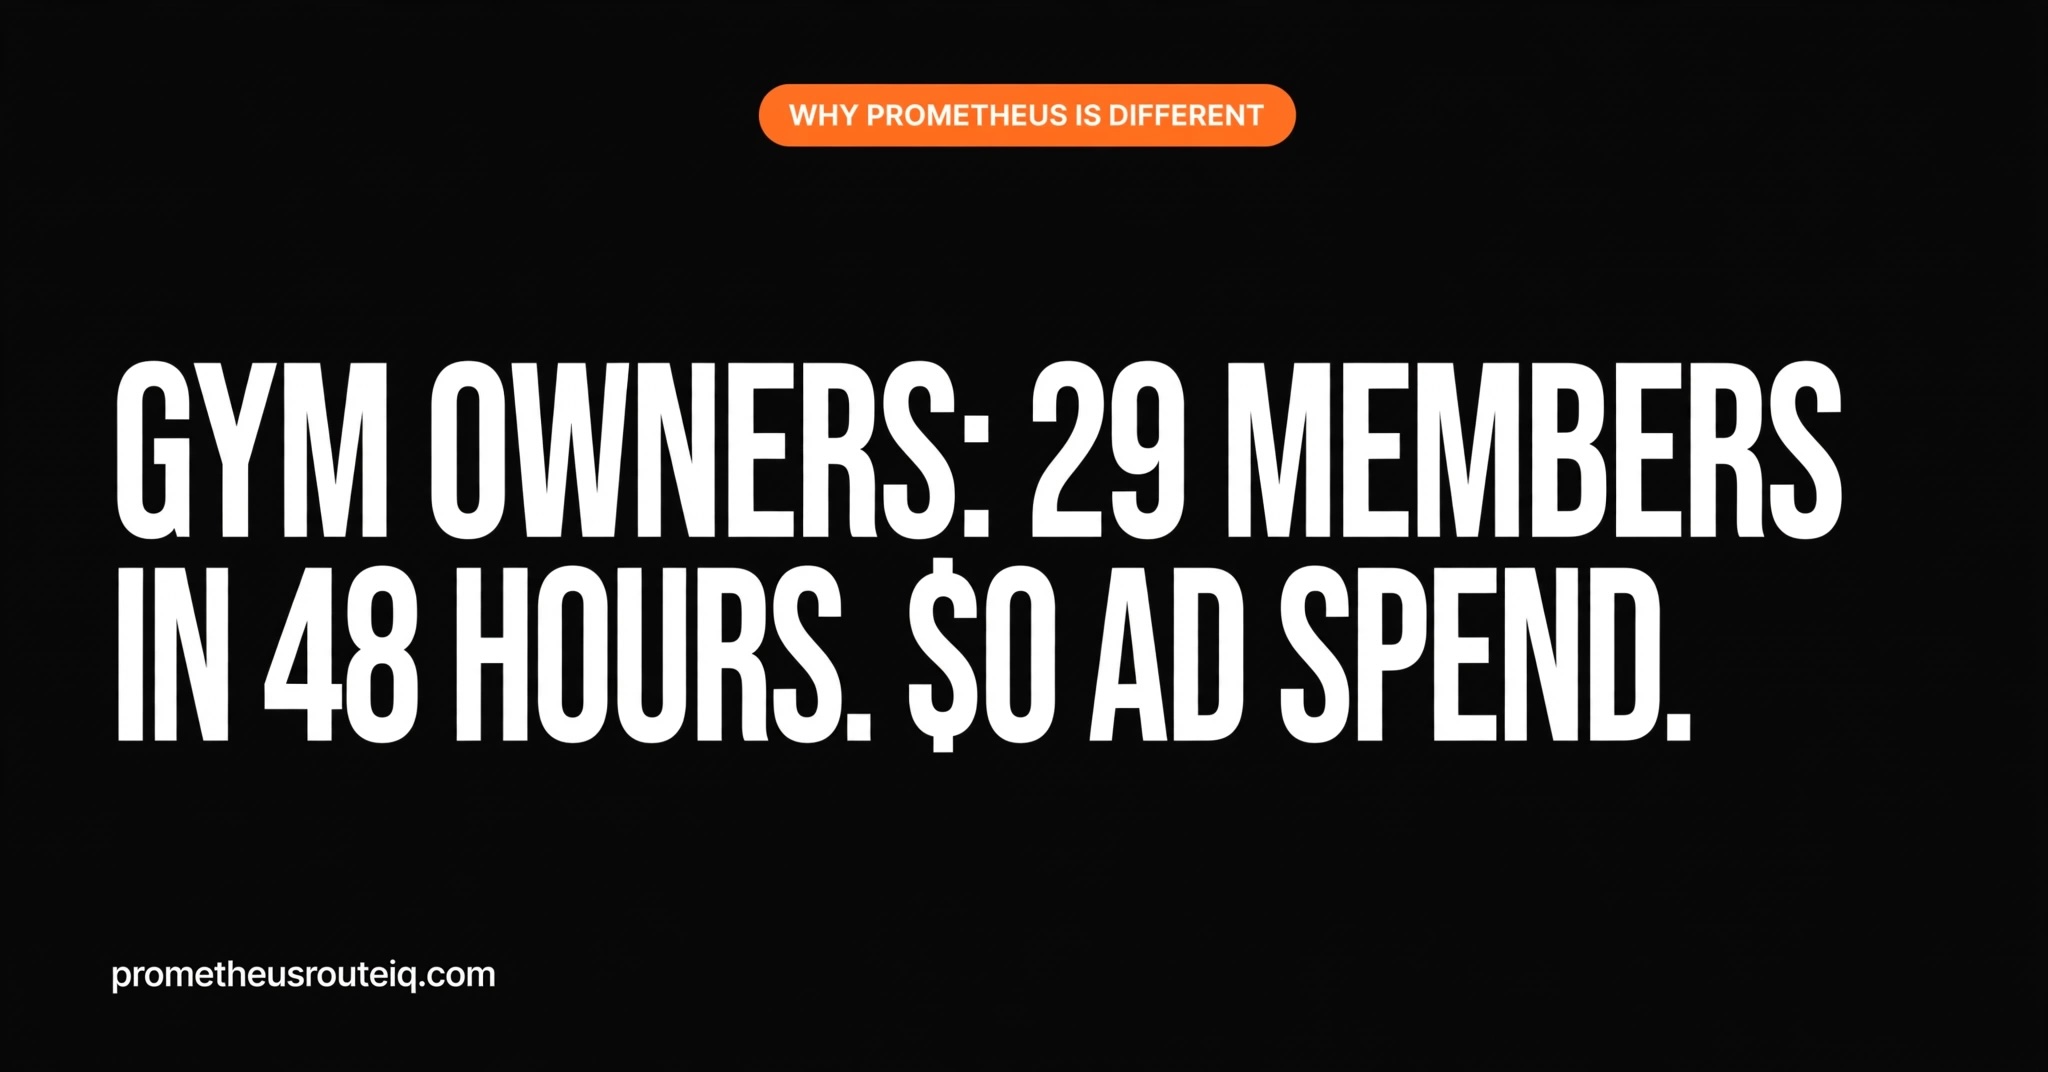 WHY PROMETHEUS IS DIFFERENT
GYM OWNERS: 29 MEMBERS
IN 48 HOURS. $0 AD SPEND.
prometheusrouteiq.com